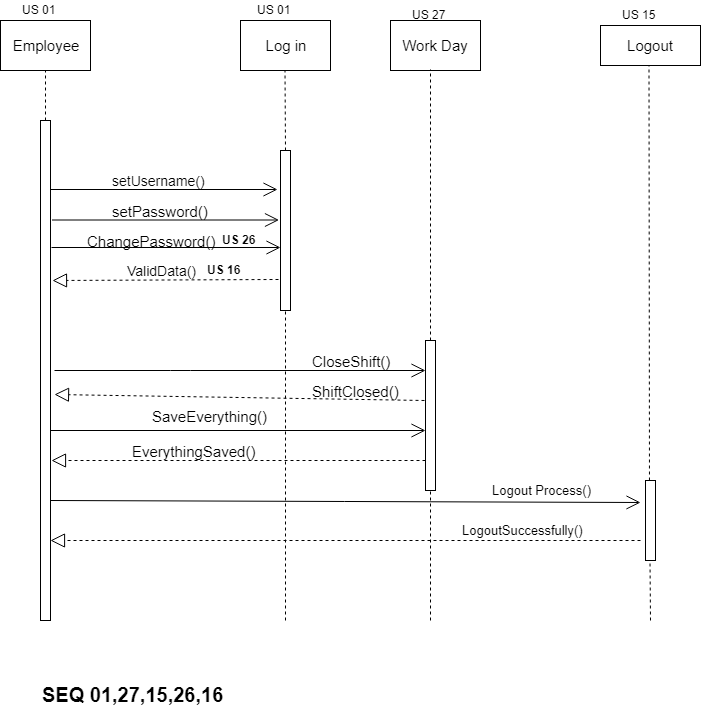 US 01
US 01
US 27
US 15
Employee
Log in
Work Day
Logout
setUsername()
setPassword()
ChangePassword() US 26
ValidData() US 16
CloseShift()
ShiftClosed()
SaveEverything()
EverythingSaved()
Logout Process()
LogoutSuccessfully()
SEQ 01,27,15,26,16